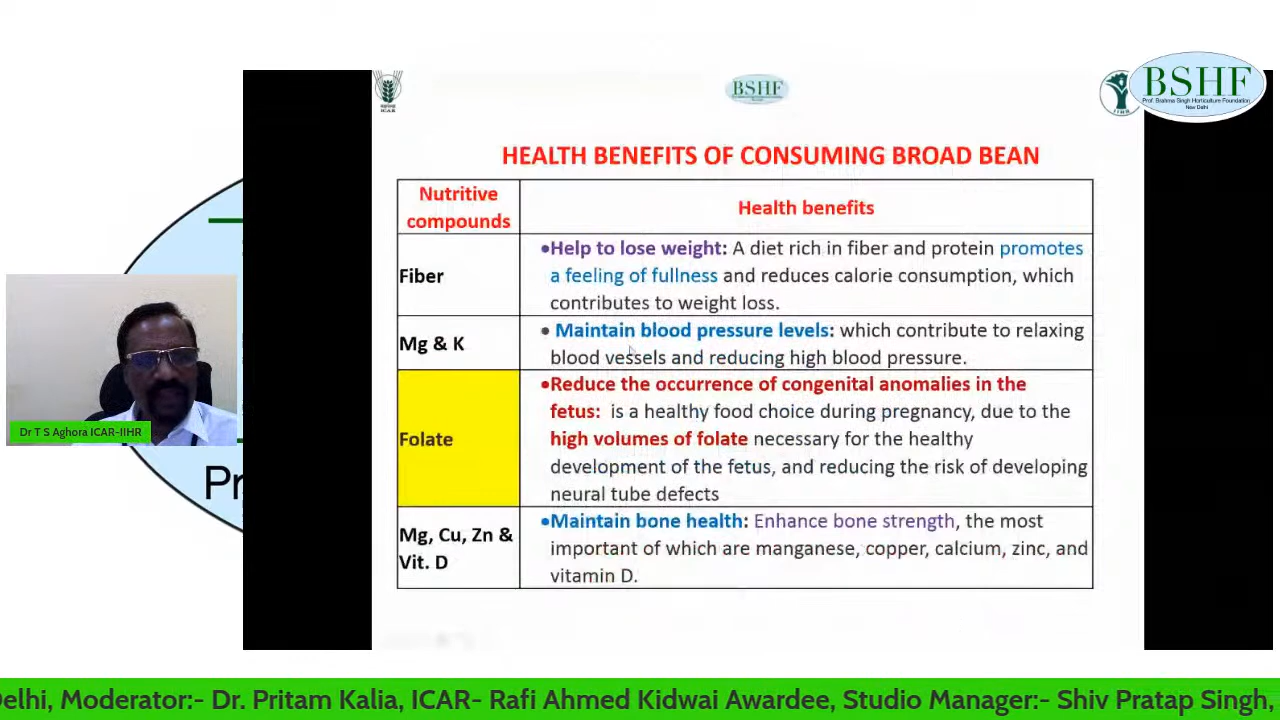 BSHF
ICAR
BSHF
Prof. Brahma Singh Horticulture Foundation
New Delhi
HEALTH BENEFITS OF CONSUMING BROAD BEAN
Nutritive compounds
Health benefits
Fiber
•Help to lose weight: A diet rich in fiber and protein promotes
a feeling of fullness and reduces calorie consumption, which
contributes to weight loss.
Mg & K
• Maintain blood pressure levels: which contribute to relaxing
blood vessels and reducing high blood pressure.
Folate
•Reduce the occurrence of congenital anomalies in the
fetus: is a healthy food choice during pregnancy, due to the
high volumes of folate necessary for the healthy
development of the fetus, and reducing the risk of developing
neural tube defects
Mg, Cu, Zn &
Vit. D
•Maintain bone health: Enhance bone strength, the most
important of which are manganese, copper, calcium, zinc, and
vitamin D.
Dr T S Aghora ICAR-IIHR
Pr
Delhi, Moderator:- Dr. Pritam Kalia, ICAR- Rafi Ahmed Kidwai Awardee, Studio Manager:- Shiv Pratap Singh,